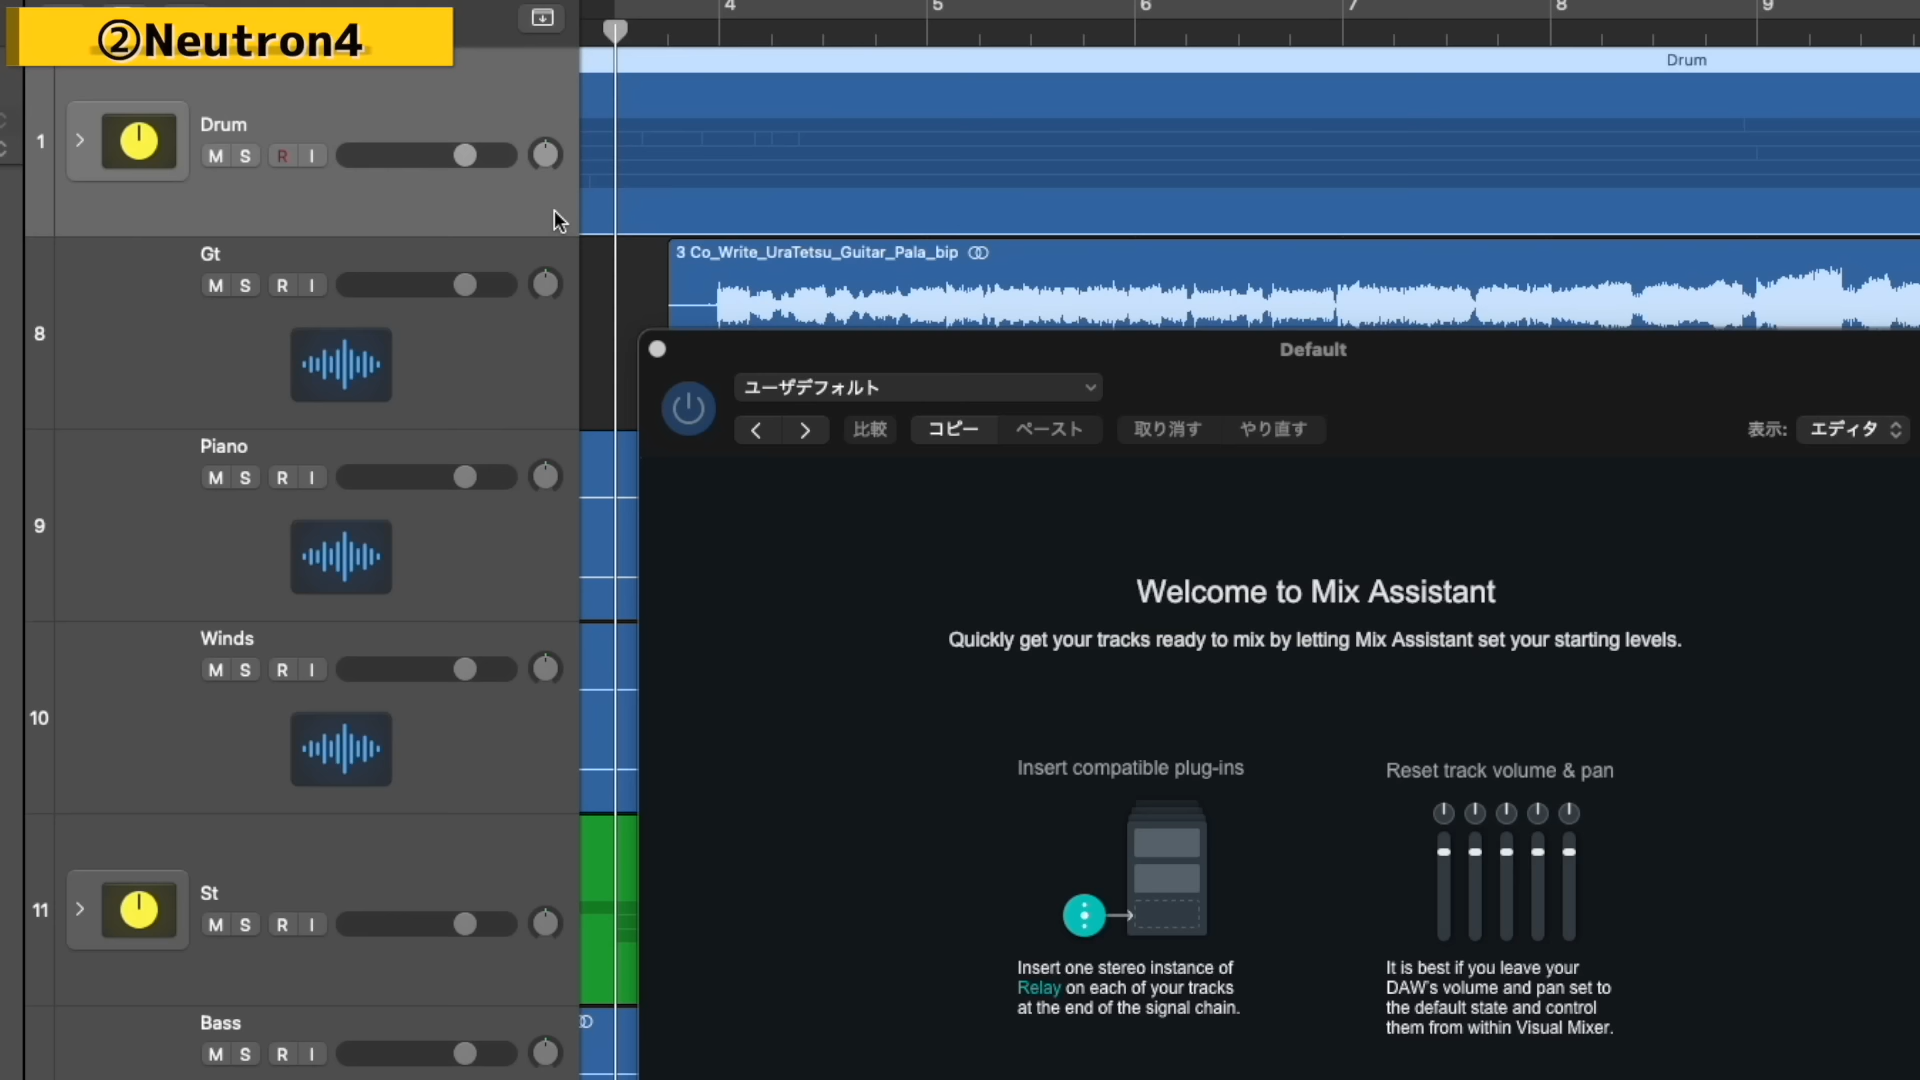 ②Neutron4
4 5 6 7 8 9
Drum
1
Drum
M S R I
Gt
3 Co_Write_UraTetsu_Guitar_Pala_bip
M S R I
8
Default
ユーザデフォルト
比較 コピー ペースト 取り消す やり直す 表示: エディタ
Piano
M S R I
9
Welcome to Mix Assistant
Quickly get your tracks ready to mix by letting Mix Assistant set your starting levels.
Winds
M S R I
10
Insert compatible plug-ins
Reset track volume & pan
St
11
M S R I
Insert one stereo instance of
Relay on each of your tracks
at the end of the signal chain.
It is best if you leave your
DAW's volume and pan set to
the default state and control
them from within Visual Mixer.
Bass
M S R I